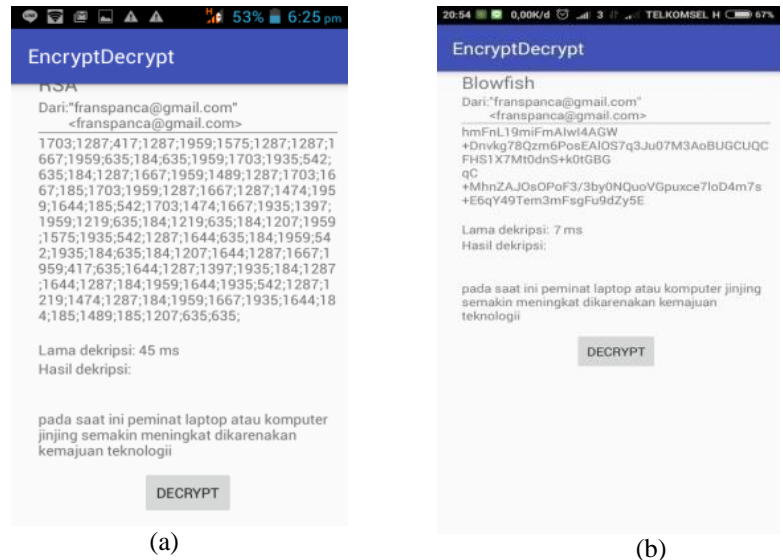 53% 6:25 pm
EncryptDecrypt
RSA
Dari:"franspanca@gmail.com"
<franspanca@gmail.com>
1703;1287;417;1287;1959;1575;1287;1287;1
667;1959;635;184;635;1959;1703;1935;542;
635;184;1287;1667;1959;1489;1287;1703;16
67;185;1703;1959;1287;1667;1287;1474;195
9;1644;185;542;1703;1474;1667;1935;1397;
1959;1219;635;184;1219;635;184;1207;1959
;1575;1935;542;1287;1644;635;184;1959;54
2;1935;184;635;184;1207;1644;1287;1667;1
959;417;635;1644;1287;1397;1935;184;1287
;1644;1287;184;1959;1644;1935;542;1287;1
219;1474;1287;184;1959;1667;1935;1644;18
4;185;1489;185;1207;635;635;
Lama dekripsi: 45 ms
Hasil dekripsi:
pada saat ini peminat laptop atau komputer
jinjing semakin meningkat dikarenakan
kemajuan teknologii
DECRYPT
(a)
20:54 0,00K/d 3 TELKOMSEL H 67%
EncryptDecrypt
Blowfish
Dari:"franspanca@gmail.com"
<franspanca@gmail.com>
hmFnL19miFmAlwI4AGW
+Dnvkg78Qzm6PosEAlOS7q3Ju07M3AoBUGCUQC
FHS1X7Mt0dnS+k0tGBG
qC
+MhnZAJOsOPoF3/3by0NQuoVGpuxce7loD4m7s
+E6qY49Tem3mFsgFu9dZy5E
Lama dekripsi: 7 ms
Hasil dekripsi:
pada saat ini peminat laptop atau komputer jinjing
semakin meningkat dikarenakan kemajuan
teknologii
DECRYPT
(b)